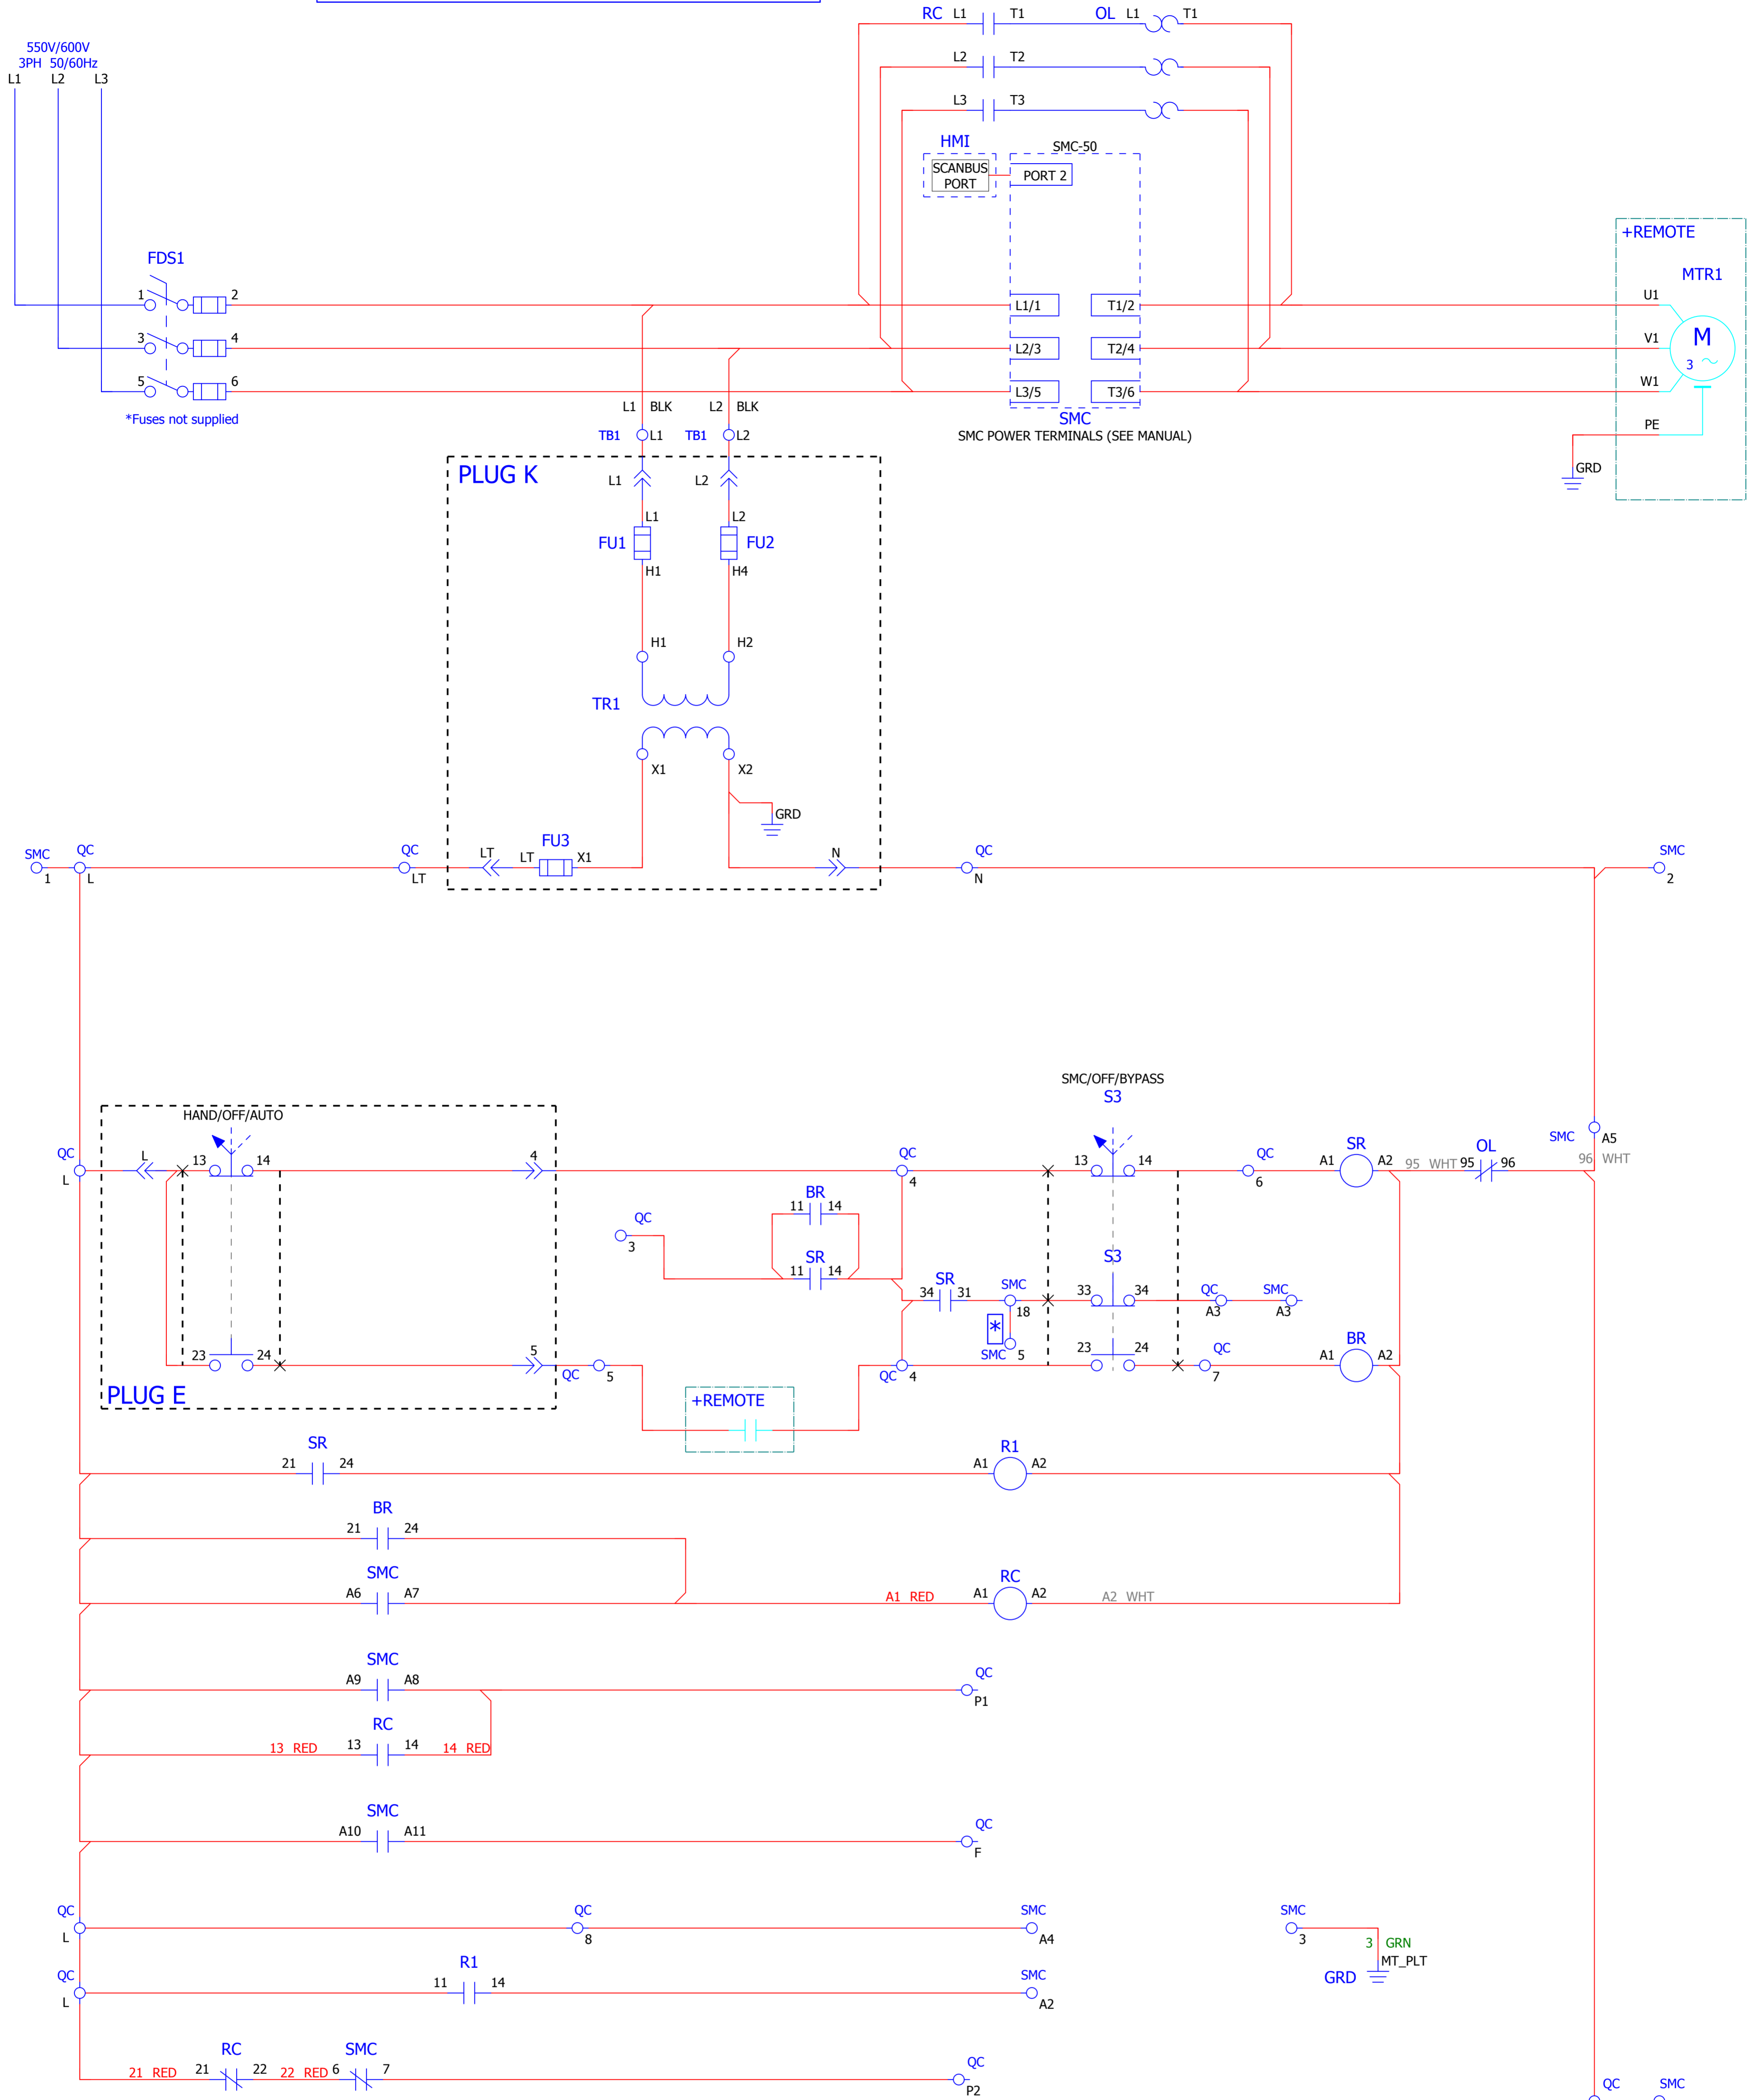 RC L1 T1 OL L1 T1
550V/600V
3PH 50/60Hz
L1 L2 L3
L2 T2
L3 T3
HMI
SMC-50
SCANBUS
PORT
PORT 2
+REMOTE
MTR1
FDS1
1 2
L1/1 T1/2
U1
3 4
L2/3 T2/4
V1
M
3
5 6
L3/5 T3/6
W1
*Fuses not supplied
L1 BLK L2 BLK
SMC
PE
TB1 L1 TB1 L2
SMC POWER TERMINALS (SEE MANUAL)
GRD
PLUG K
L1 L2
L1 L2
FU1 FU2
H1 H4
H1 H2
TR1
X1 X2
GRD
FU3
SMC QC QC LT LT X1 N QC SMC
1 L LT N 2
SMC/OFF/BYPASS
S3
HAND/OFF/AUTO
SMC A5
QC L 13 14 4 QC 13 14 QC SR OL
A1 A2 95 WHT 95 96 96 WHT
L 4 6
BR
11 14
QC
3
SR
11 14
S3
SR
34 31 SMC 33 34 QC SMC
18 A3 A3
*
SMC 5
23 24 5 23 24 QC A1 BR A2
QC 5 QC 4 7
PLUG E
+REMOTE
SR
21 24
R1
A1 A2
BR
21 24
SMC
A6 A7
RC
A1 RED A1 A2 A2 WHT
SMC
A9 A8
QC
P1
RC
13 RED 13 14 14 RED
SMC
A10 A11
QC
F
QC QC SMC SMC
L 8 A4 3
3 GRN
MT_PLT
GRD
QC R1 SMC
11 14
L A2
RC SMC
21 RED 21 22 22 RED 6 7
QC
P2
QC SMC